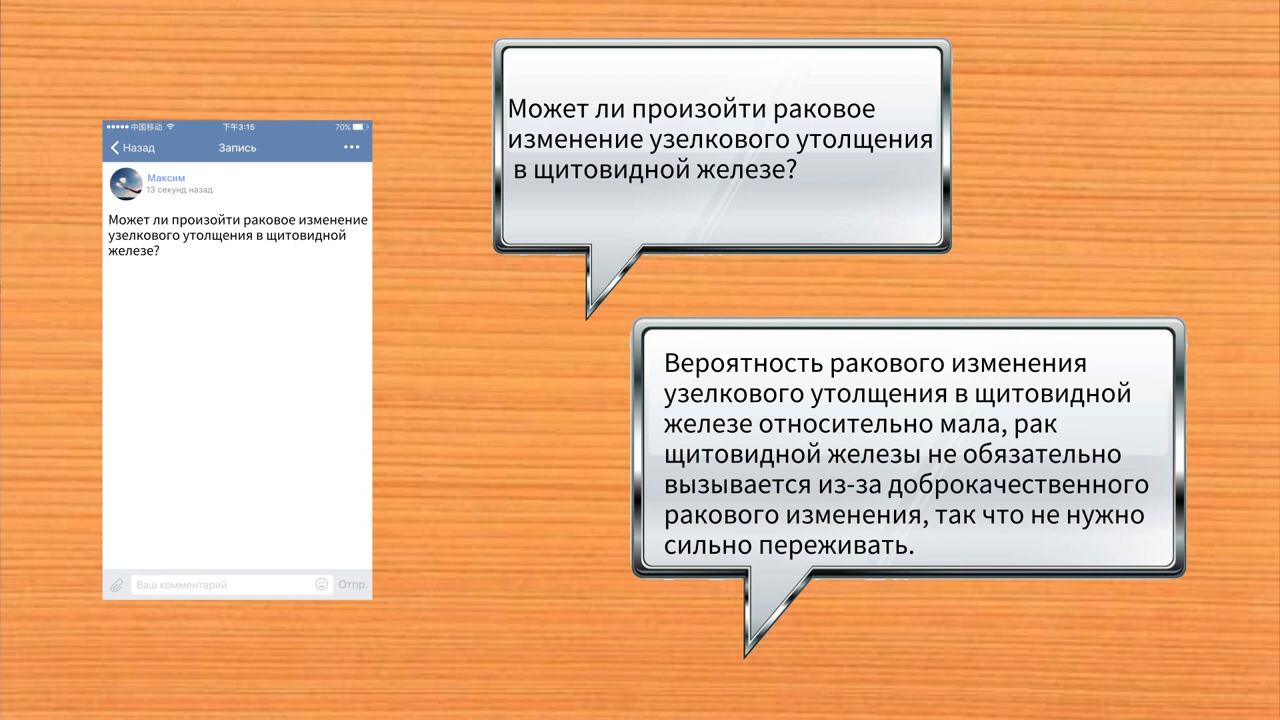 中国移动
下午3:15
70%
Назад
Запись
Максим
13 секунд назад
Может ли произойти раковое изменение
узелкового утолщения в щитовидной
железе?
Ваш комментарий
Отпр.
Может ли произойти раковое
изменение узелкового утолщения
в щитовидной железе?
Вероятность ракового изменения
узелкового утолщения в щитовидной
железе относительно мала, рак
щитовидной железы не обязательно
вызывается из-за доброкачественного
ракового изменения, так что не нужно
сильно переживать.